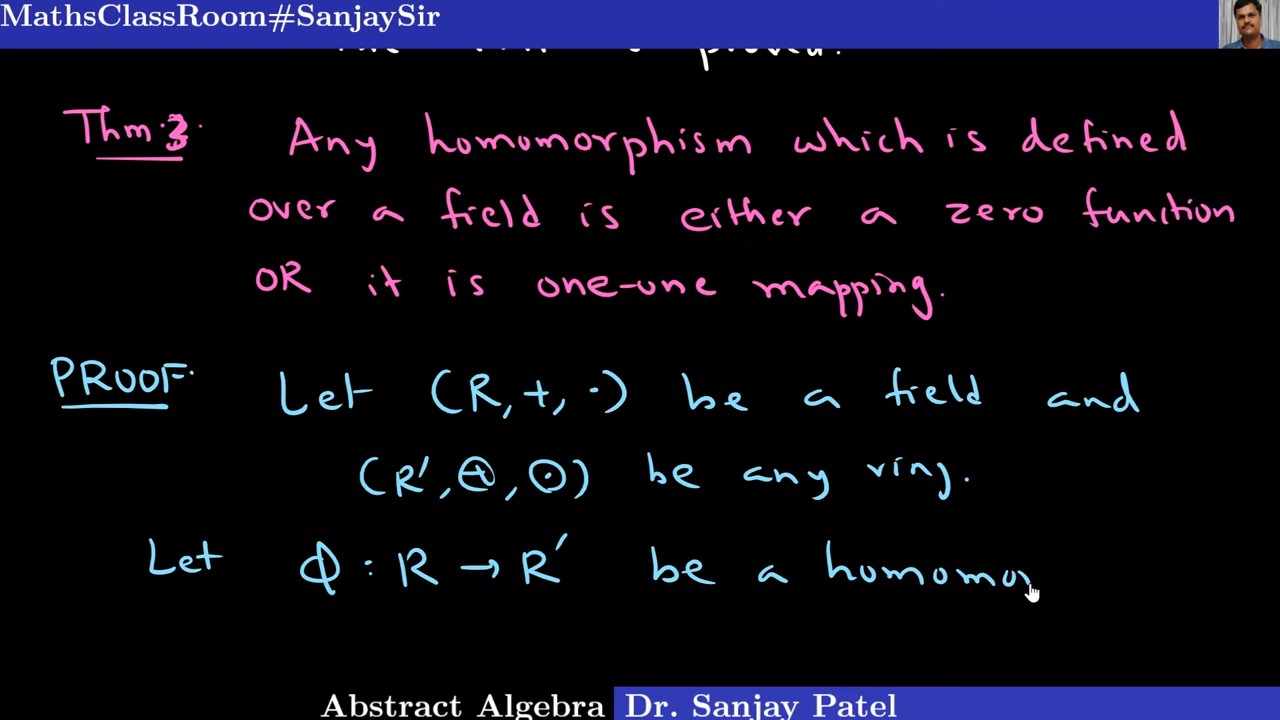 MathsClassRoom#SanjaySir
proved.
Thm.3. Any homomorphism which is defined
over a field is either a zero function
OR it is one-one mapping.
PROOF. Let (R, +, ·) be a field and
(R′, ⊕, ⊙) be any ring.
Let Φ : R → R′ be a homomor
Abstract Algebra Dr. Sanjay Patel